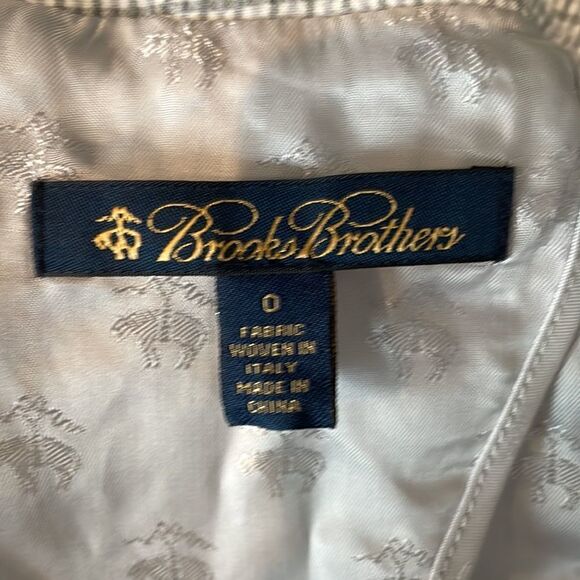 Brooks Brothers
0
FABRIC
WOVEN IN
ITALY
MADE IN
CHINA